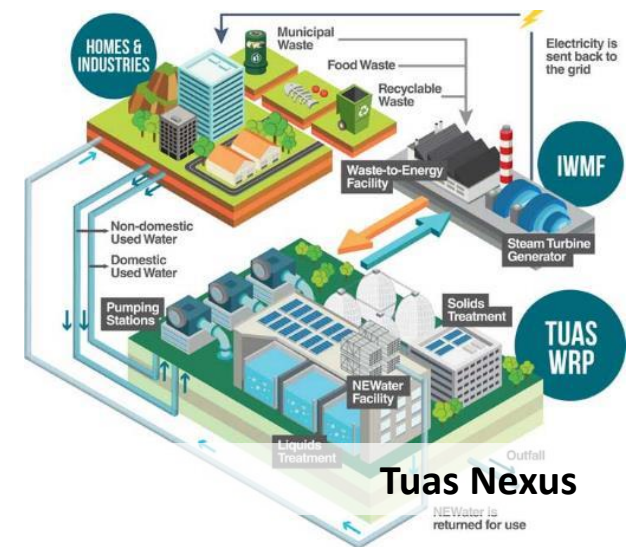 HOMES &
INDUSTRIES
Municipal
Waste
Food Waste
Recyclable
Waste
Electricity is
sent back to
the grid
Waste-to-Energy
Facility
IWMF
Steam Turbine
Generator
Non-domestic
Used Water
Domestic
Used Water
Pumping
Stations
Solids
Treatment
TUAS
WRP
NEWater
Facility
Liquids
Treatment
Outfall
Tuas Nexus
NEWater is
returned for use